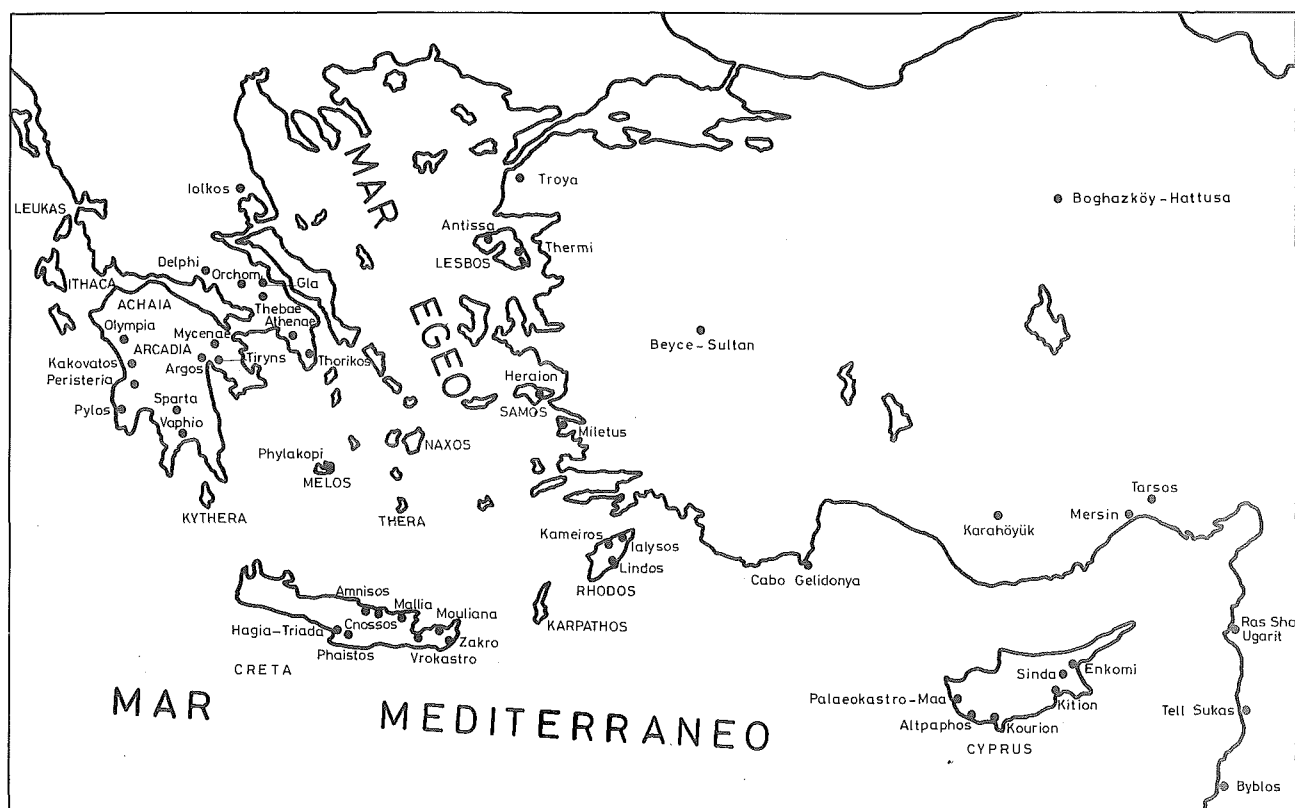 Iolkos
LEUKAS
ITHACA
Delphi
Orchom.
Gla
ACHAIA
Thebae
Athenae
Olympia
Mycenae
ARCADIA
Kakovatos
Argos
Tiryns
Thorikos
Peristeria
Pylos
Sparta
Vaphio
KYTHERA
MAR
EGEO
Troya
Antissa
Thermi
LESBOS
Boghazköy-Hattusa
Beyce-Sultan
Heraion
SAMOS
Miletus
NAXOS
Phylakopi
MELOS
THERA
Tarsos
Karahöyük
Mersin
Kameiros
Ialysos
Lindos
RHODOS
Cabo Gelidonya
KARPATHOS
Amnisos
Mallia
Mouliana
Hagia-Triada
Cnossos
Zakro
Phaistos
Vrokastro
CRETA
Ras Sha
Ugarit
Sinda
Enkomi
Palaeokastro-Maa
Kition
Altpaphos
Kourion
CYPRUS
Tell Sukas
Byblos
MAR MEDITERRANEO